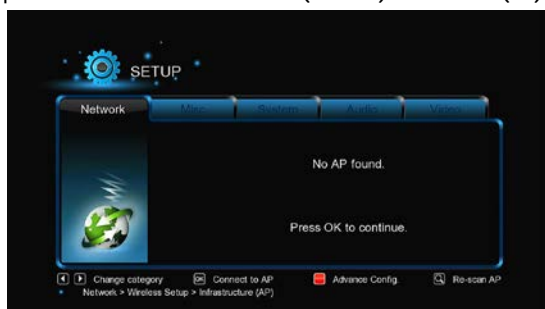 SETUP
Network Misc System Audio Video
No AP found.
Press OK to continue.
Change category OK Connect to AP Advance Config. Re-scan AP
Network > Wireless Setup > Infrastructure (AP)